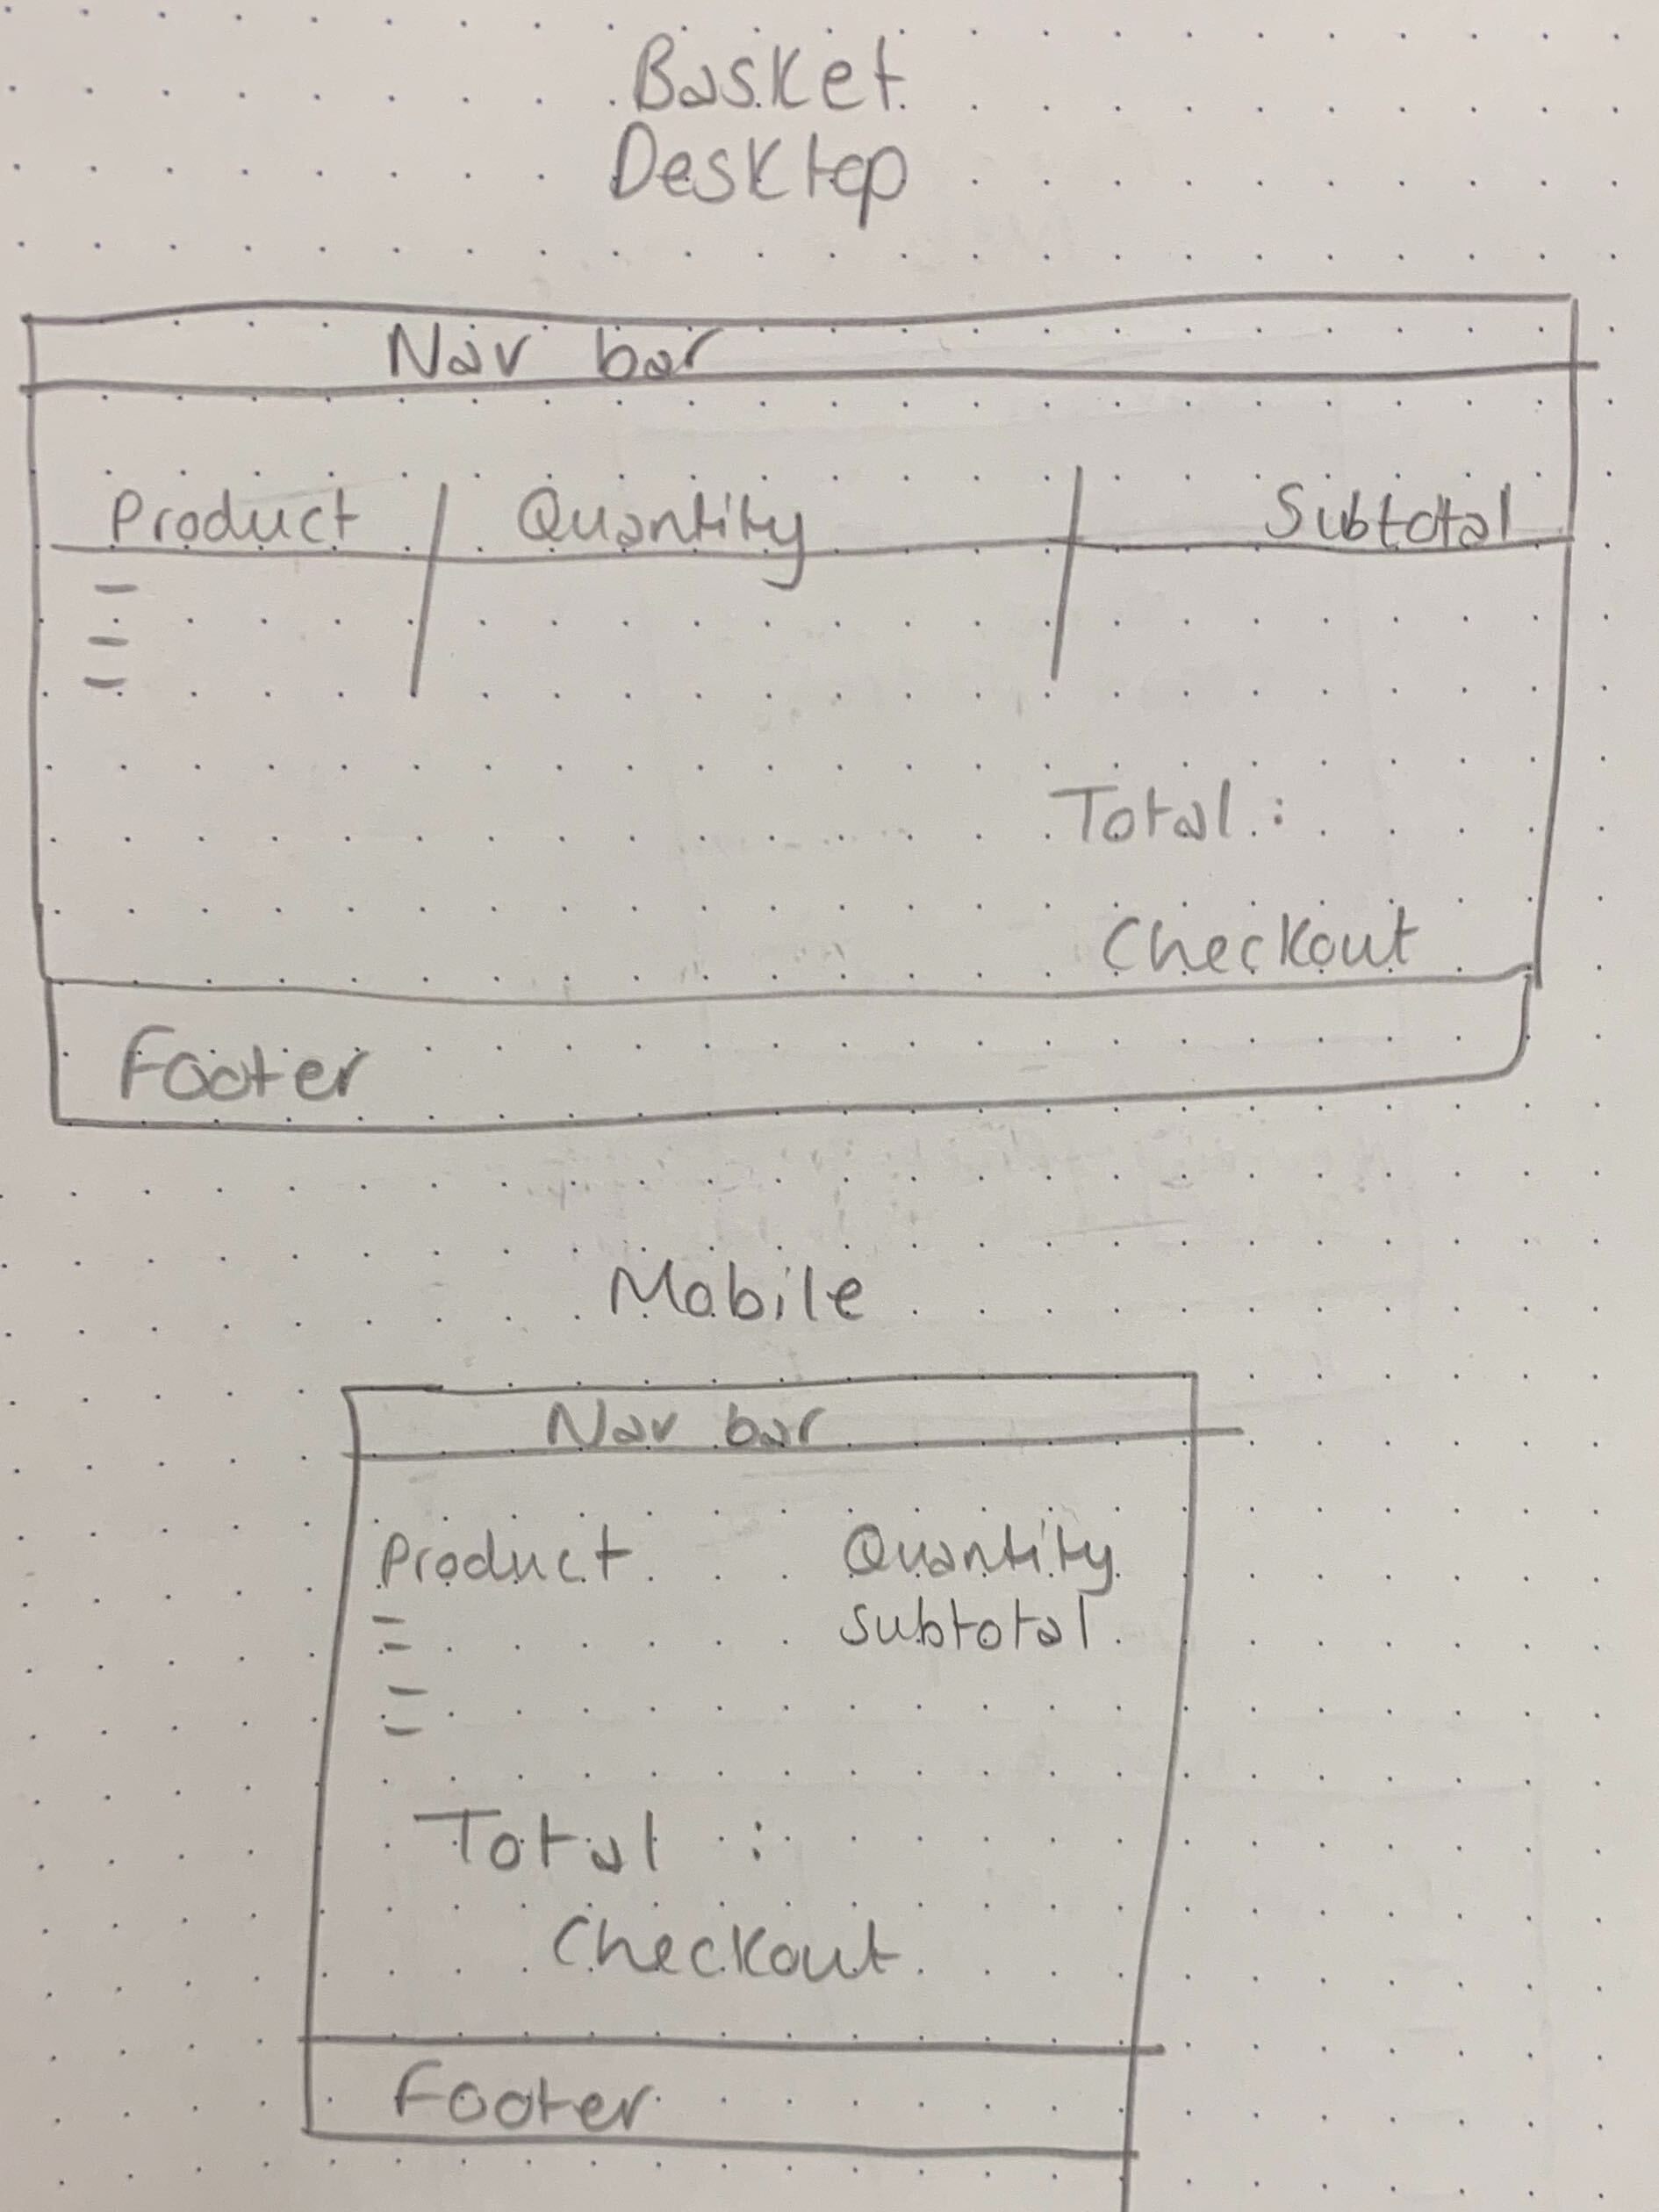 Basket
Desktop
Nav bar
Product Quantity Subtotal
Total :
Checkout
Footer
Mobile
Nav bar
Product Quantity
Subtotal
Total :
Checkout
Footer